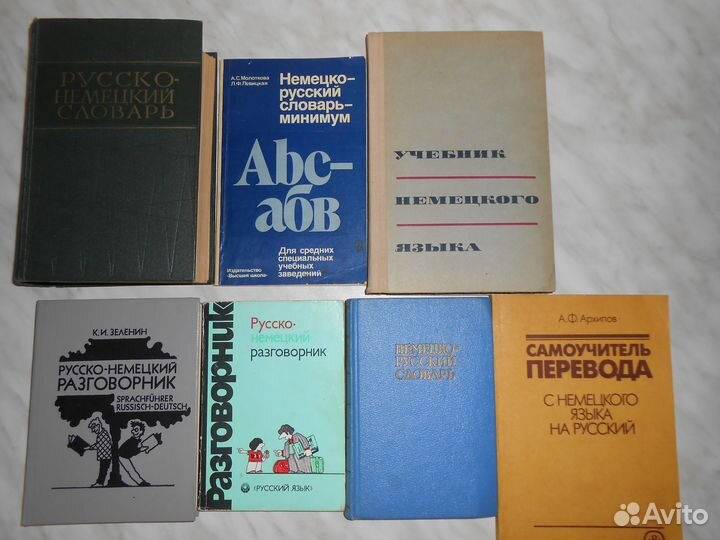 РУССКО-
НЕМЕЦКИЙ
СЛОВАРЬ
А.С.Молоткова
Л.Ф.Левицкая
Немецко-
русский
словарь-
минимум
Abc-
абв
Для средних
специальных
учебных
заведений
Издательство
«Высшая школа»
УЧЕБНИК
НЕМЕЦКОГО
ЯЗЫКА
К.И.ЗЕЛЕНИН
РУССКО-НЕМЕЦКИЙ
РАЗГОВОРНИК
SPRACHFÜHRER
RUSSISCH-DEUTSCH
Разговорник
Русско-
немецкий
разговорник
«РУССКИЙ ЯЗЫК»
НЕМЕЦКО-
РУССКИЙ
СЛОВАРЬ
А.Ф.Архипов
САМОУЧИТЕЛЬ
ПЕРЕВОДА
С НЕМЕЦКОГО
ЯЗЫКА
НА РУССКИЙ
Avito